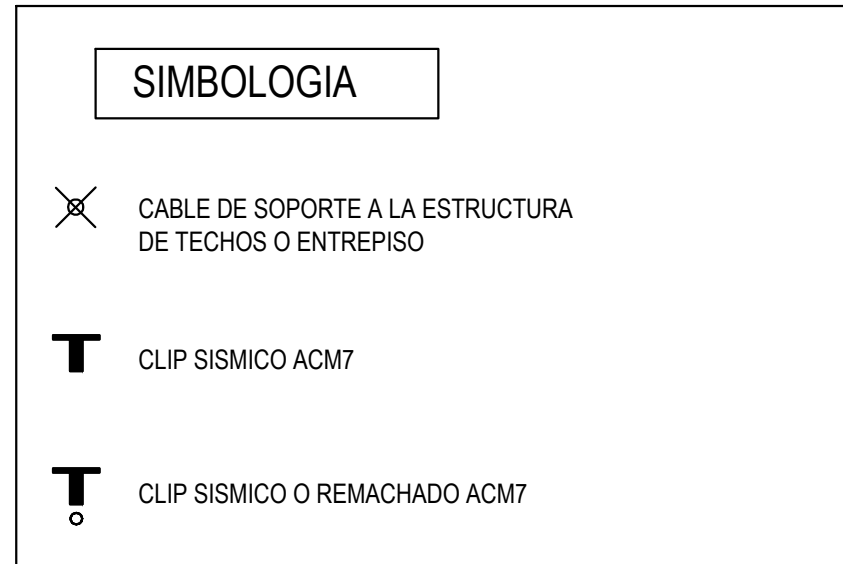 SIMBOLOGIA
CABLE DE SOPORTE A LA ESTRUCTURA
DE TECHOS O ENTREPISO
CLIP SISMICO ACM7
CLIP SISMICO O REMACHADO ACM7